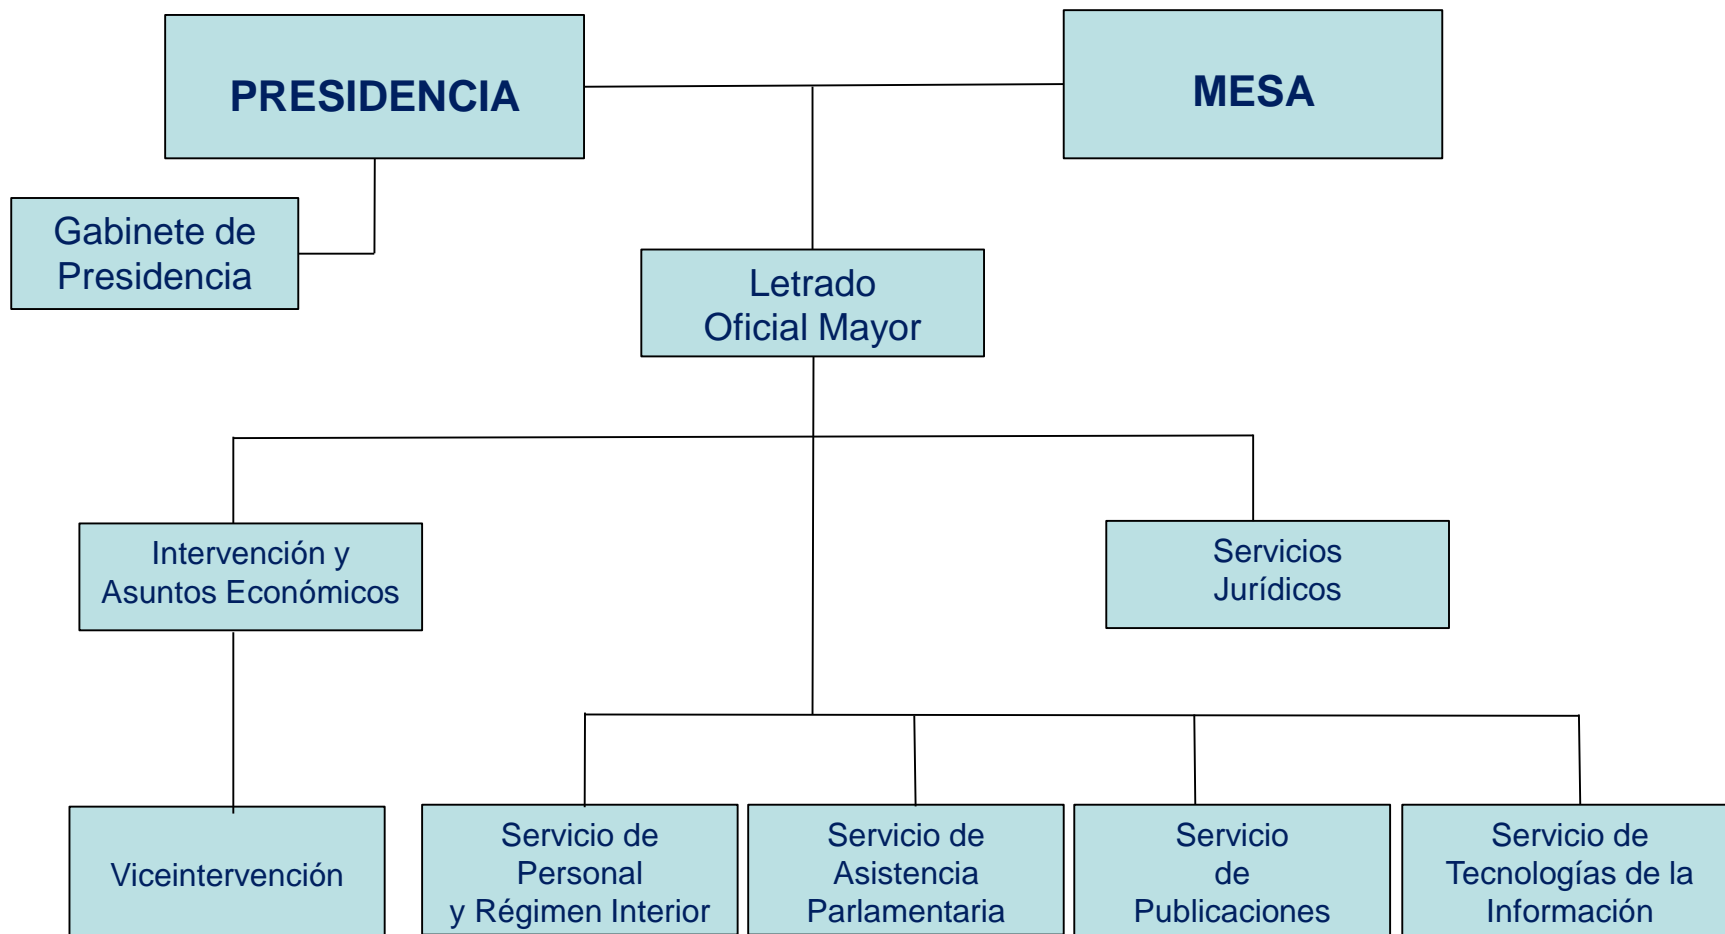 PRESIDENCIA
MESA
Gabinete de
Presidencia
Letrado
Oficial Mayor
Intervención y
Asuntos Económicos
Servicios
Jurídicos
Viceintervención
Servicio de
Personal
y Régimen Interior
Servicio de
Asistencia
Parlamentaria
Servicio
de
Publicaciones
Servicio de
Tecnologías de la
Información